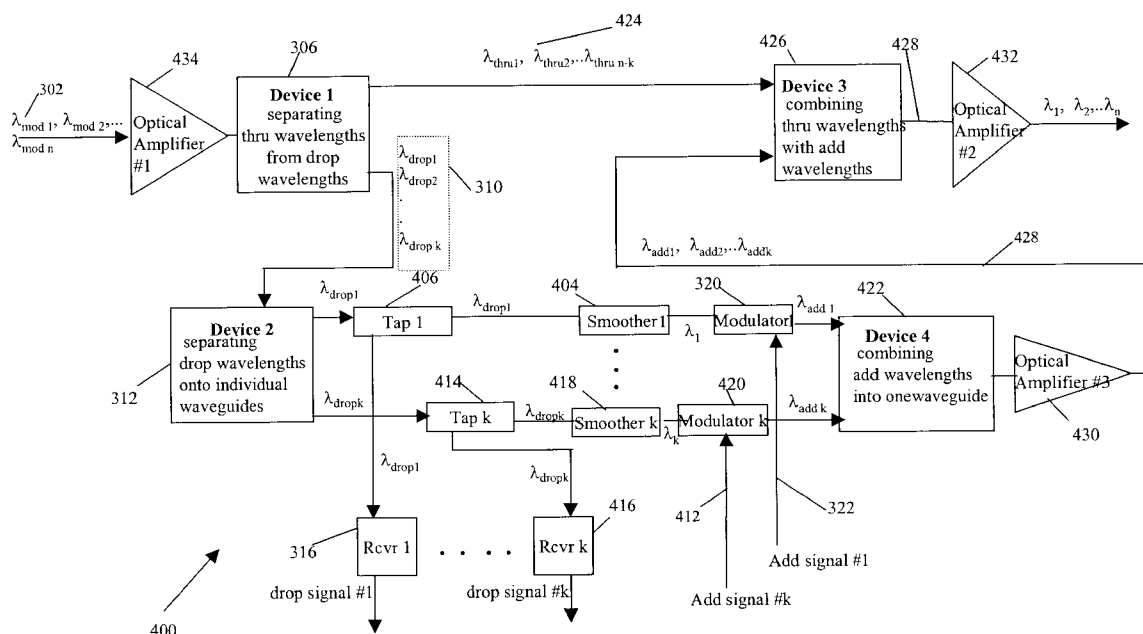 424
434
306
λthru1, λthru2,..λthru n-k
426
428
432
302
Device 1
separating
thru wavelengths
from drop
wavelengths
Device 3
combining
thru wavelengths
with add
wavelengths
λmod 1, λmod 2,...
λmod n
Optical
Amplifier
#1
Optical
Amplifier
#2
λ1, λ2,..λn
λdrop1
λdrop2
.
.
λdrop k
310
λadd1, λadd2,..λaddk
428
406
λdrop1
λdrop1
404
320
422
Tap 1
Smoother1
λ1
Modulator1
λadd 1
Device 2
separating
drop wavelengths
onto individual
waveguides
312
Device 4
combining
add wavelengths
into onewaveguide
Optical
Amplifier #3
430
414
418
420
λdropk
Tap k
λdropk
Smoother k
λk
Modulator k
λadd k
λdrop1
λdropk
416
412
322
316
Rcvr 1
. . . .
Rcvr k
Add signal #1
drop signal #1
drop signal #k
Add signal #k
400